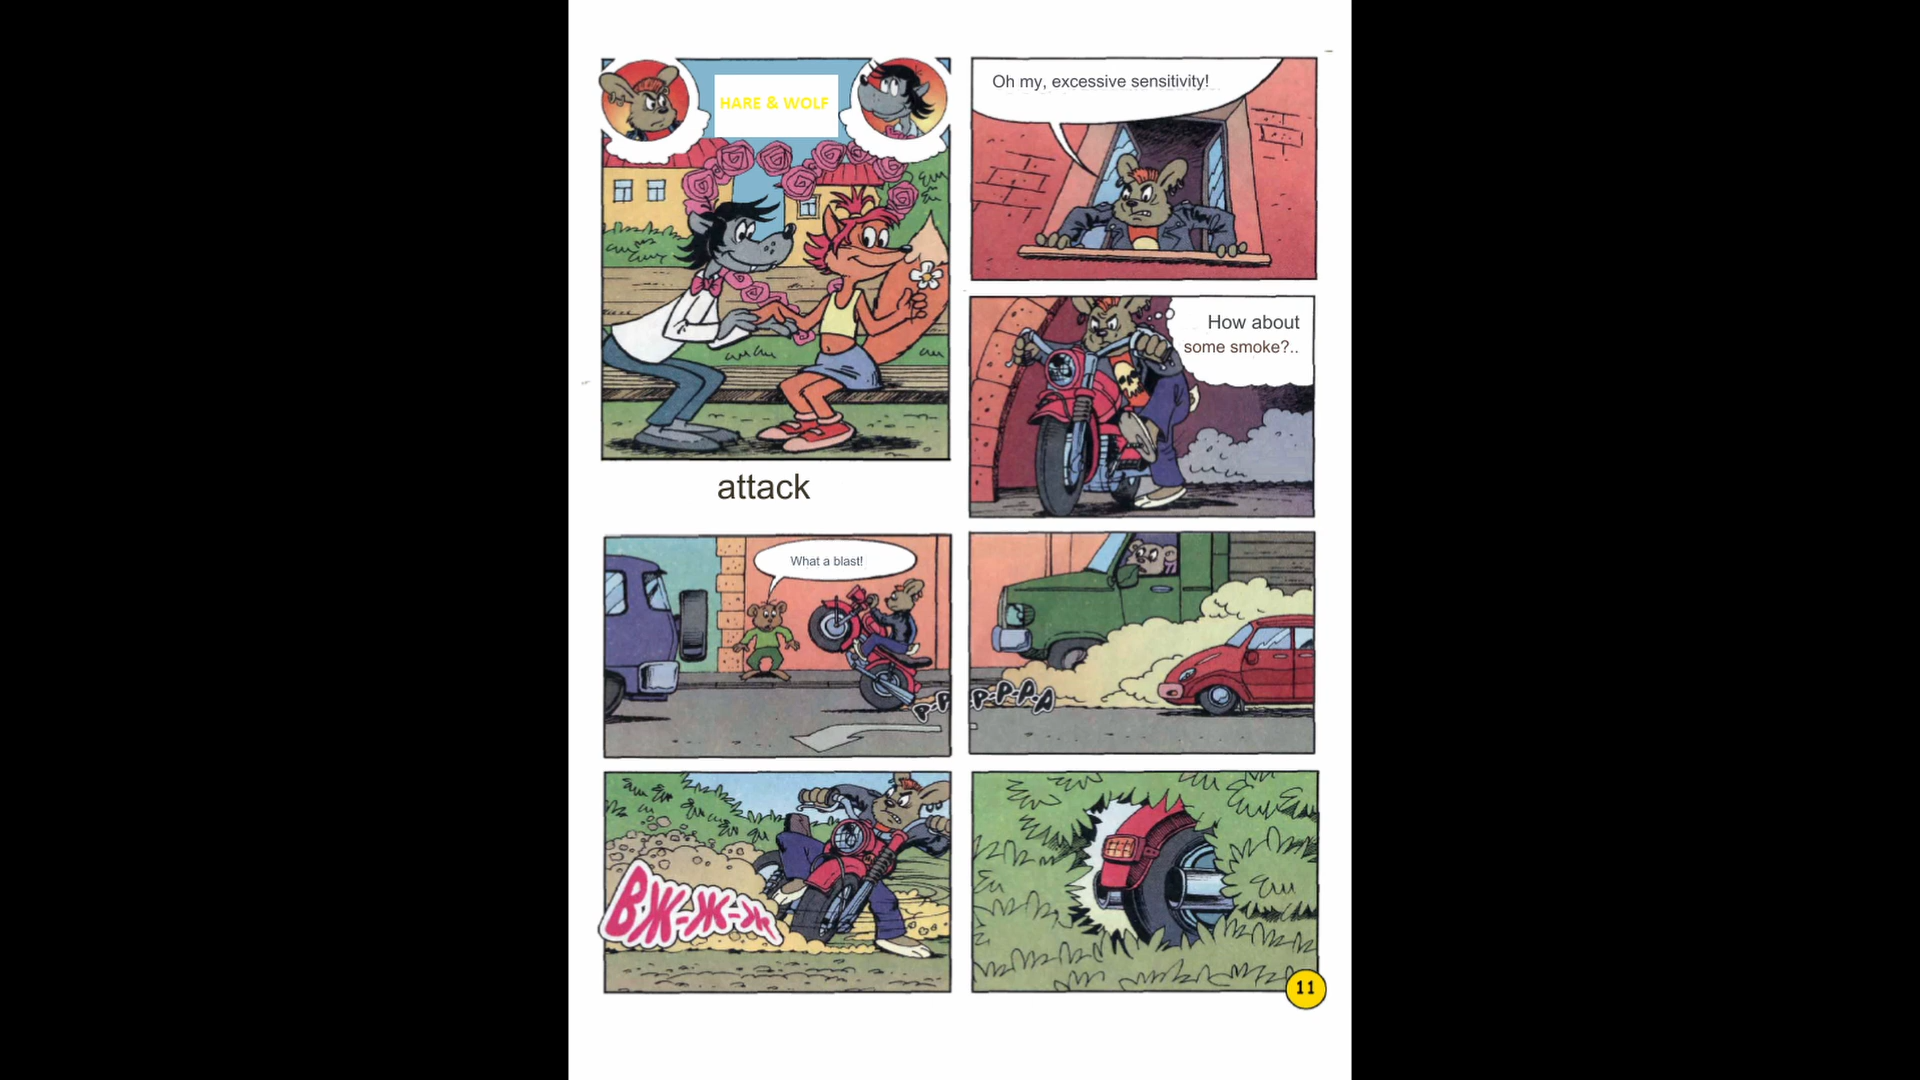 HARE & WOLF
Oh my, excessive sensitivity!
How about
some smoke?..
attack
What a blast!
Р-Р
Р-Р-Р-Р-А
ВЖ-Ж-Ж
11